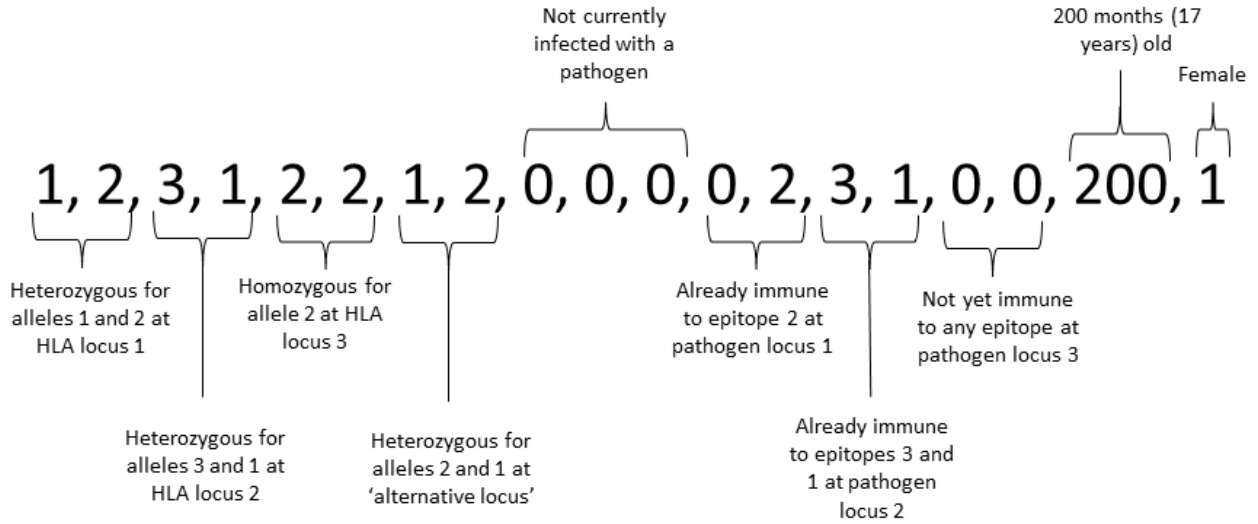 Not currently
infected with a
pathogen
200 months (17
years) old
Female
1, 2, 3, 1, 2, 2, 1, 2, 0, 0, 0, 0, 2, 3, 1, 0, 0, 200, 1
Heterozygous for
alleles 1 and 2 at
HLA locus 1
Heterozygous for
alleles 3 and 1 at
HLA locus 2
Homozygous for
allele 2 at HLA
locus 3
Heterozygous for
alleles 2 and 1 at
‘alternative locus’
Already immune
to epitope 2 at
pathogen locus 1
Already immune
to epitopes 3 and
1 at pathogen
locus 2
Not yet immune
to any epitope at
pathogen locus 3